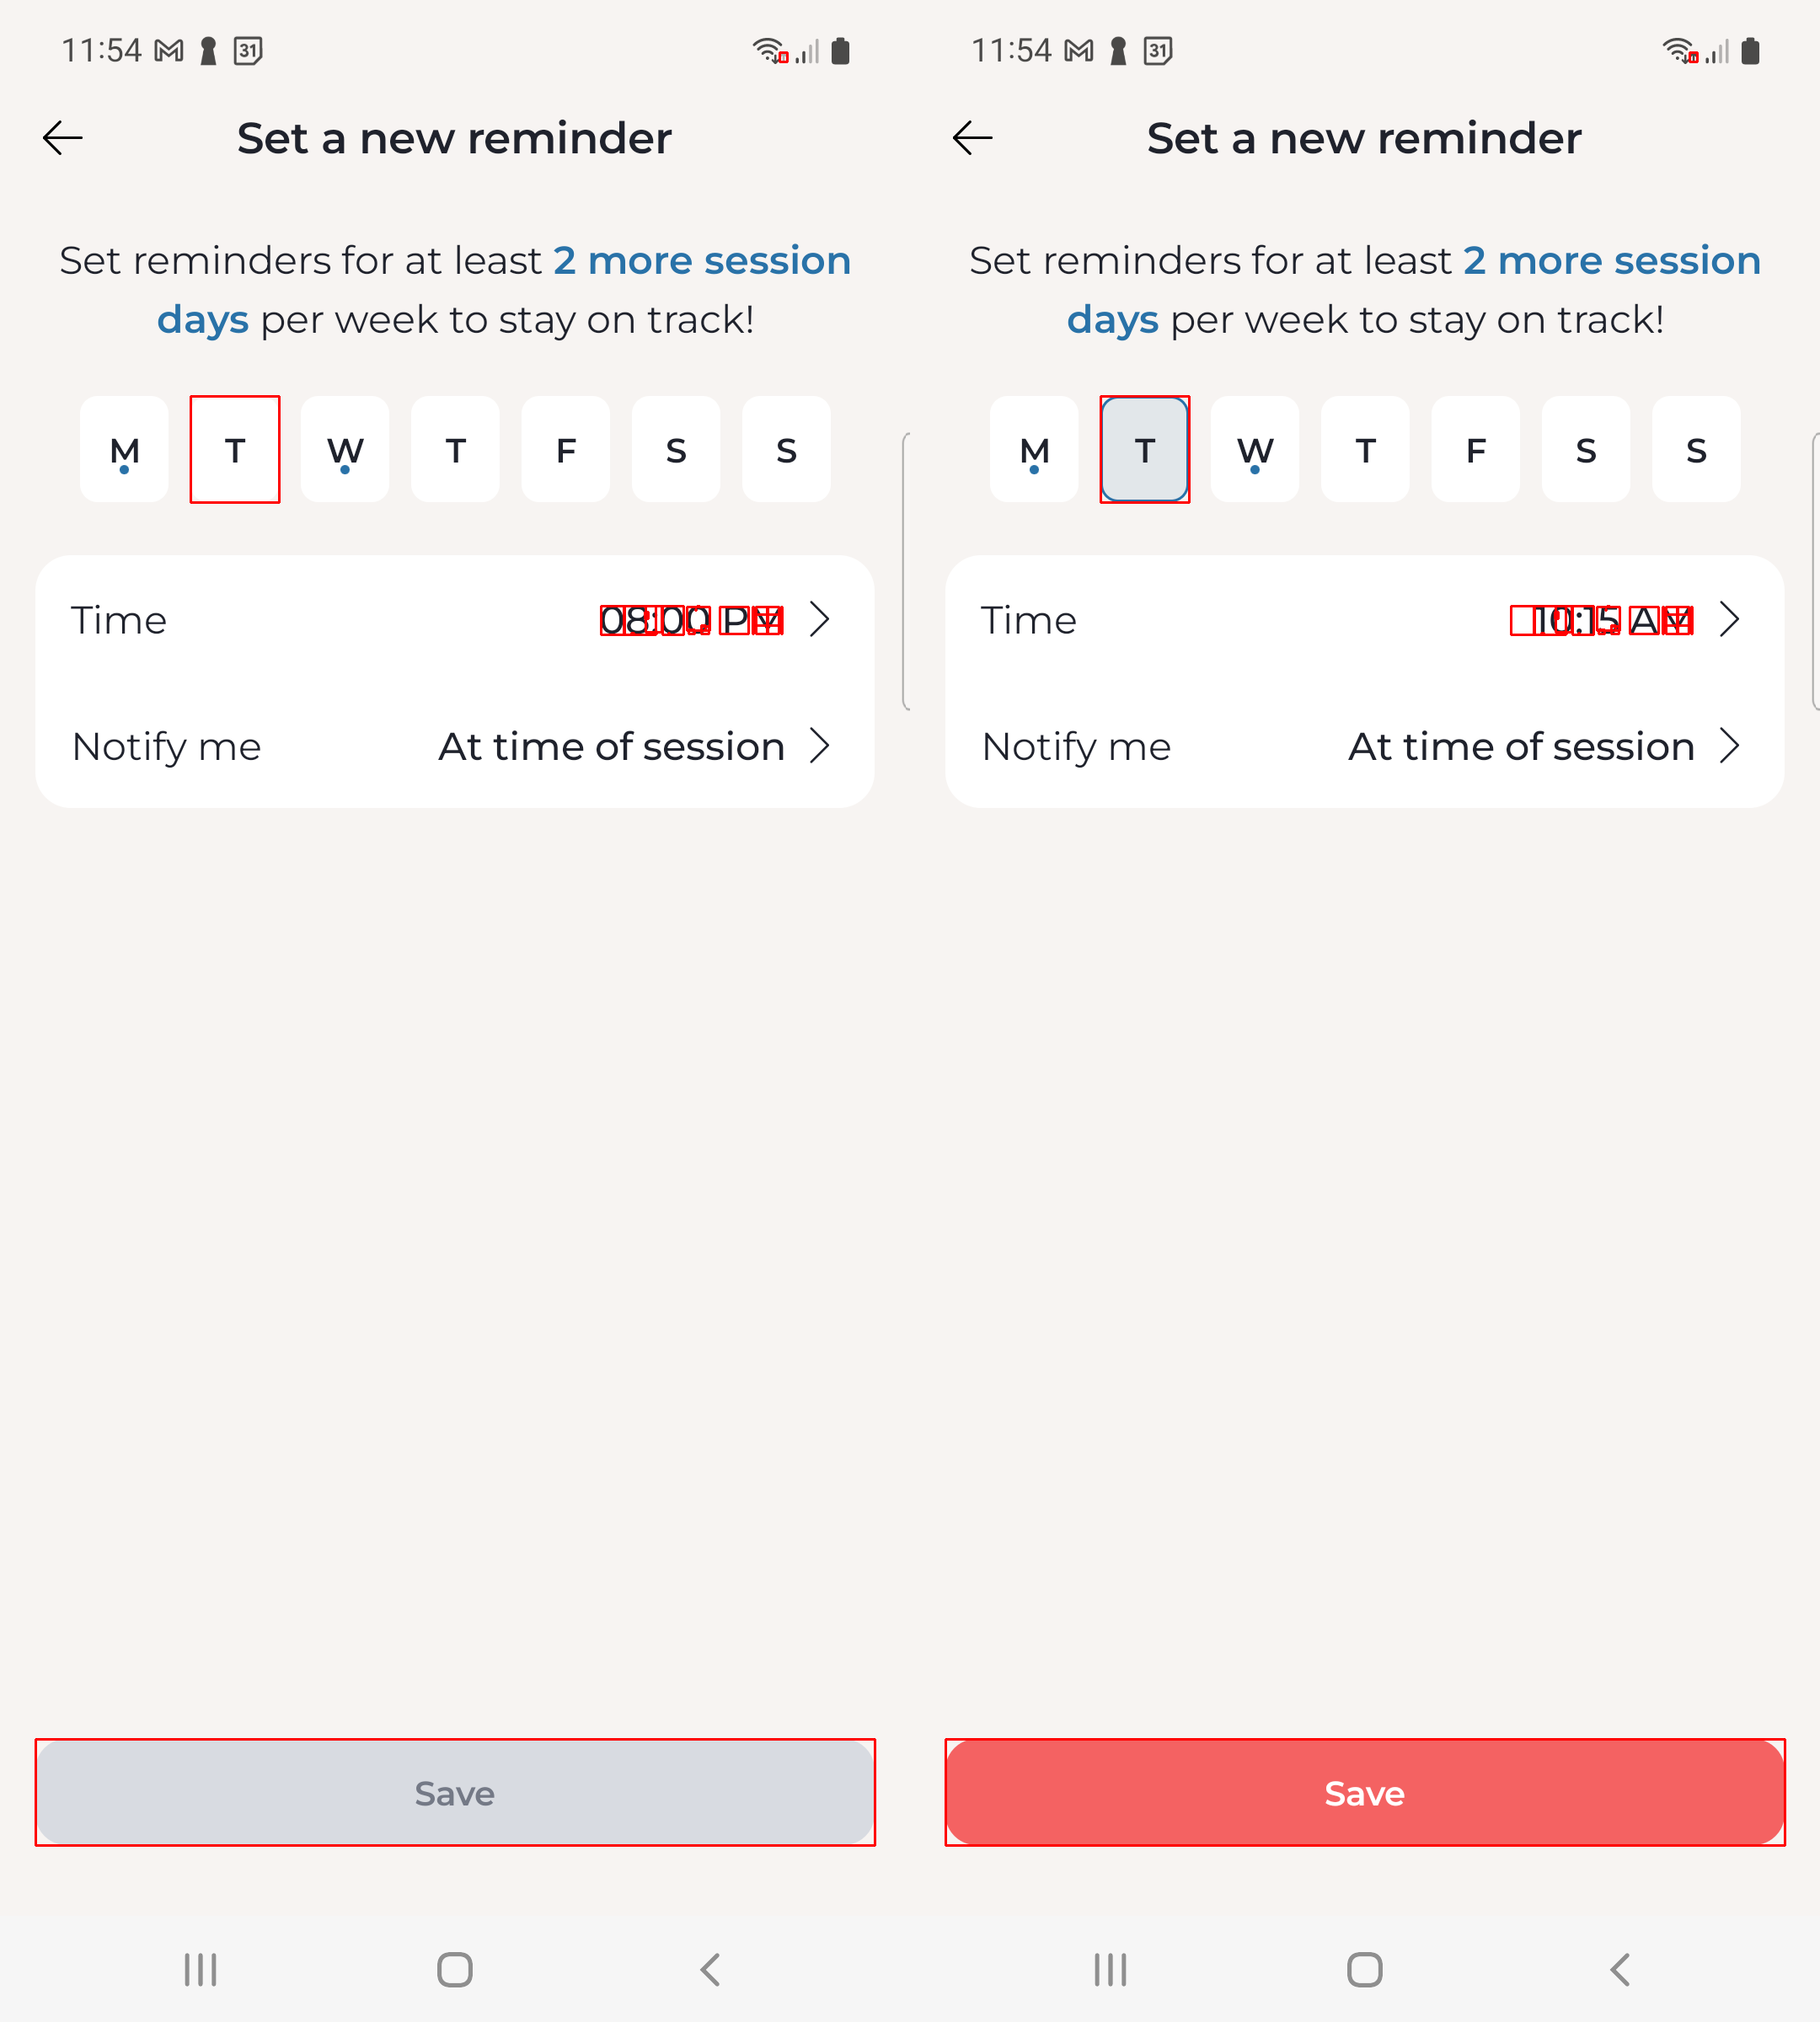 11:54 31
Set a new reminder
Set reminders for at least 2 more session
days per week to stay on track!
M T W T F S S
Time 08:00 PM
Notify me At time of session
Save
11:54 31
Set a new reminder
Set reminders for at least 2 more session
days per week to stay on track!
M T W T F S S
Time 10:15 AM
Notify me At time of session
Save